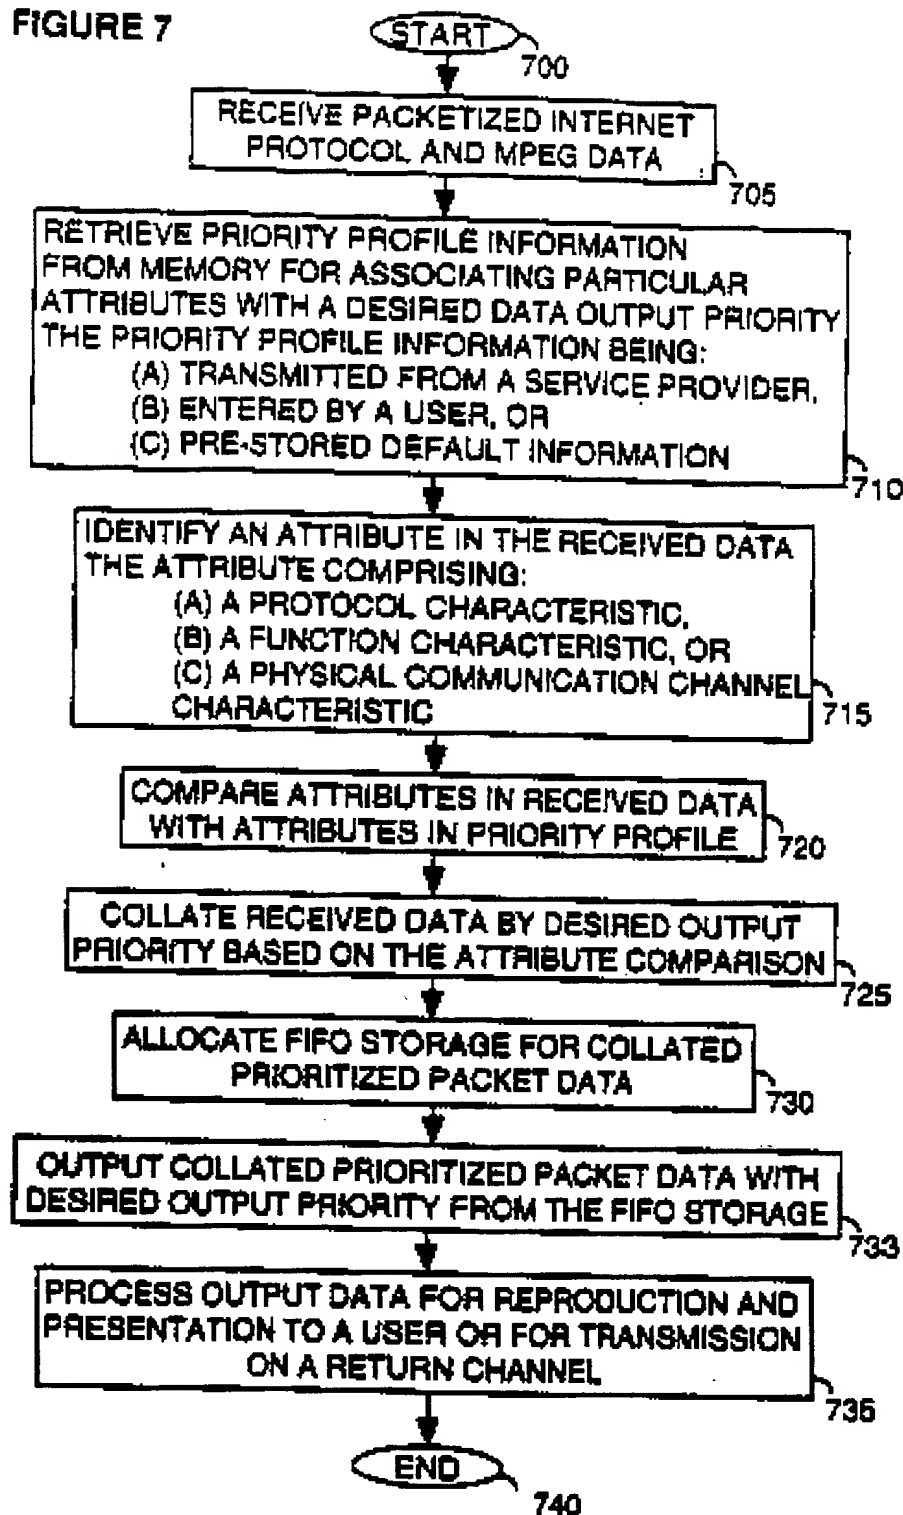 FIGURE 7
START
700
RECEIVE PACKETIZED INTERNET
PROTOCOL AND MPEG DATA
705
RETRIEVE PRIORITY PROFILE INFORMATION
FROM MEMORY FOR ASSOCIATING PARTICULAR
ATTRIBUTES WITH A DESIRED DATA OUTPUT PRIORITY
THE PRIORITY PROFILE INFORMATION BEING:
(A) TRANSMITTED FROM A SERVICE PROVIDER,
(B) ENTERED BY A USER, OR
(C) PRE-STORED DEFAULT INFORMATION
710
IDENTIFY AN ATTRIBUTE IN THE RECEIVED DATA
THE ATTRIBUTE COMPRISING:
(A) A PROTOCOL CHARACTERISTIC,
(B) A FUNCTION CHARACTERISTIC, OR
(C) A PHYSICAL COMMUNICATION CHANNEL
CHARACTERISTIC
715
COMPARE ATTRIBUTES IN RECEIVED DATA
WITH ATTRIBUTES IN PRIORITY PROFILE
720
COLLATE RECEIVED DATA BY DESIRED OUTPUT
PRIORITY BASED ON THE ATTRIBUTE COMPARISON
725
ALLOCATE FIFO STORAGE FOR COLLATED
PRIORITIZED PACKET DATA
730
OUTPUT COLLATED PRIORITIZED PACKET DATA WITH
DESIRED OUTPUT PRIORITY FROM THE FIFO STORAGE
733
PROCESS OUTPUT DATA FOR REPRODUCTION AND
PRESENTATION TO A USER OR FOR TRANSMISSION
ON A RETURN CHANNEL
735
END
740